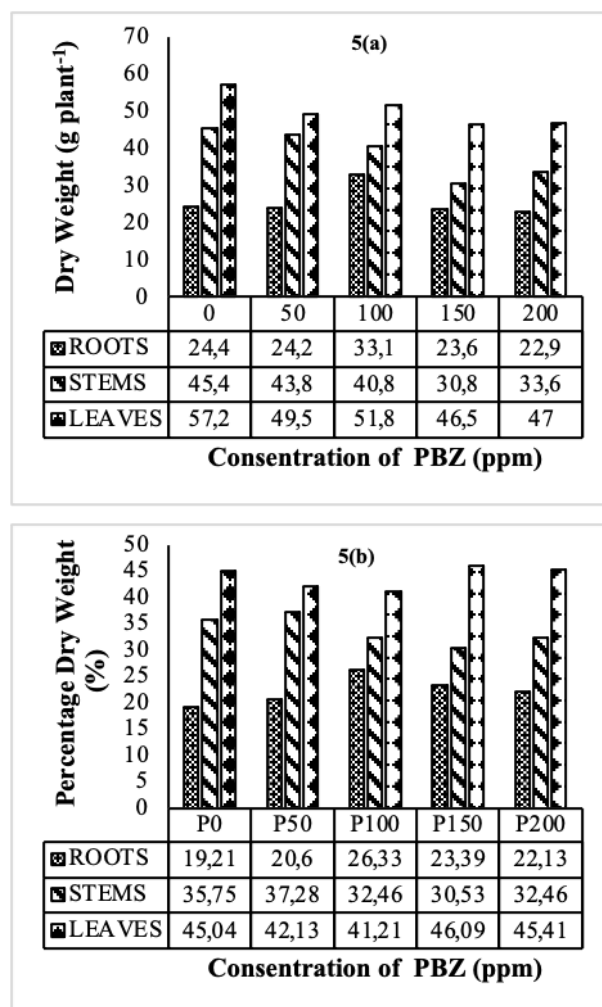 5(a)
Dry Weight (g plant⁻¹)
70
60
50
40
30
20
10
0
0 50 100 150 200
ROOTS 24,4 24,2 33,1 23,6 22,9
STEMS 45,4 43,8 40,8 30,8 33,6
LEAVES 57,2 49,5 51,8 46,5 47
Consentration of PBZ (ppm)
5(b)
Percentage Dry Weight
(%)
50
45
40
35
30
25
20
15
10
5
0
P0 P50 P100 P150 P200
ROOTS 19,21 20,6 26,33 23,39 22,13
STEMS 35,75 37,28 32,46 30,53 32,46
LEAVES 45,04 42,13 41,21 46,09 45,41
Consentration of PBZ (ppm)